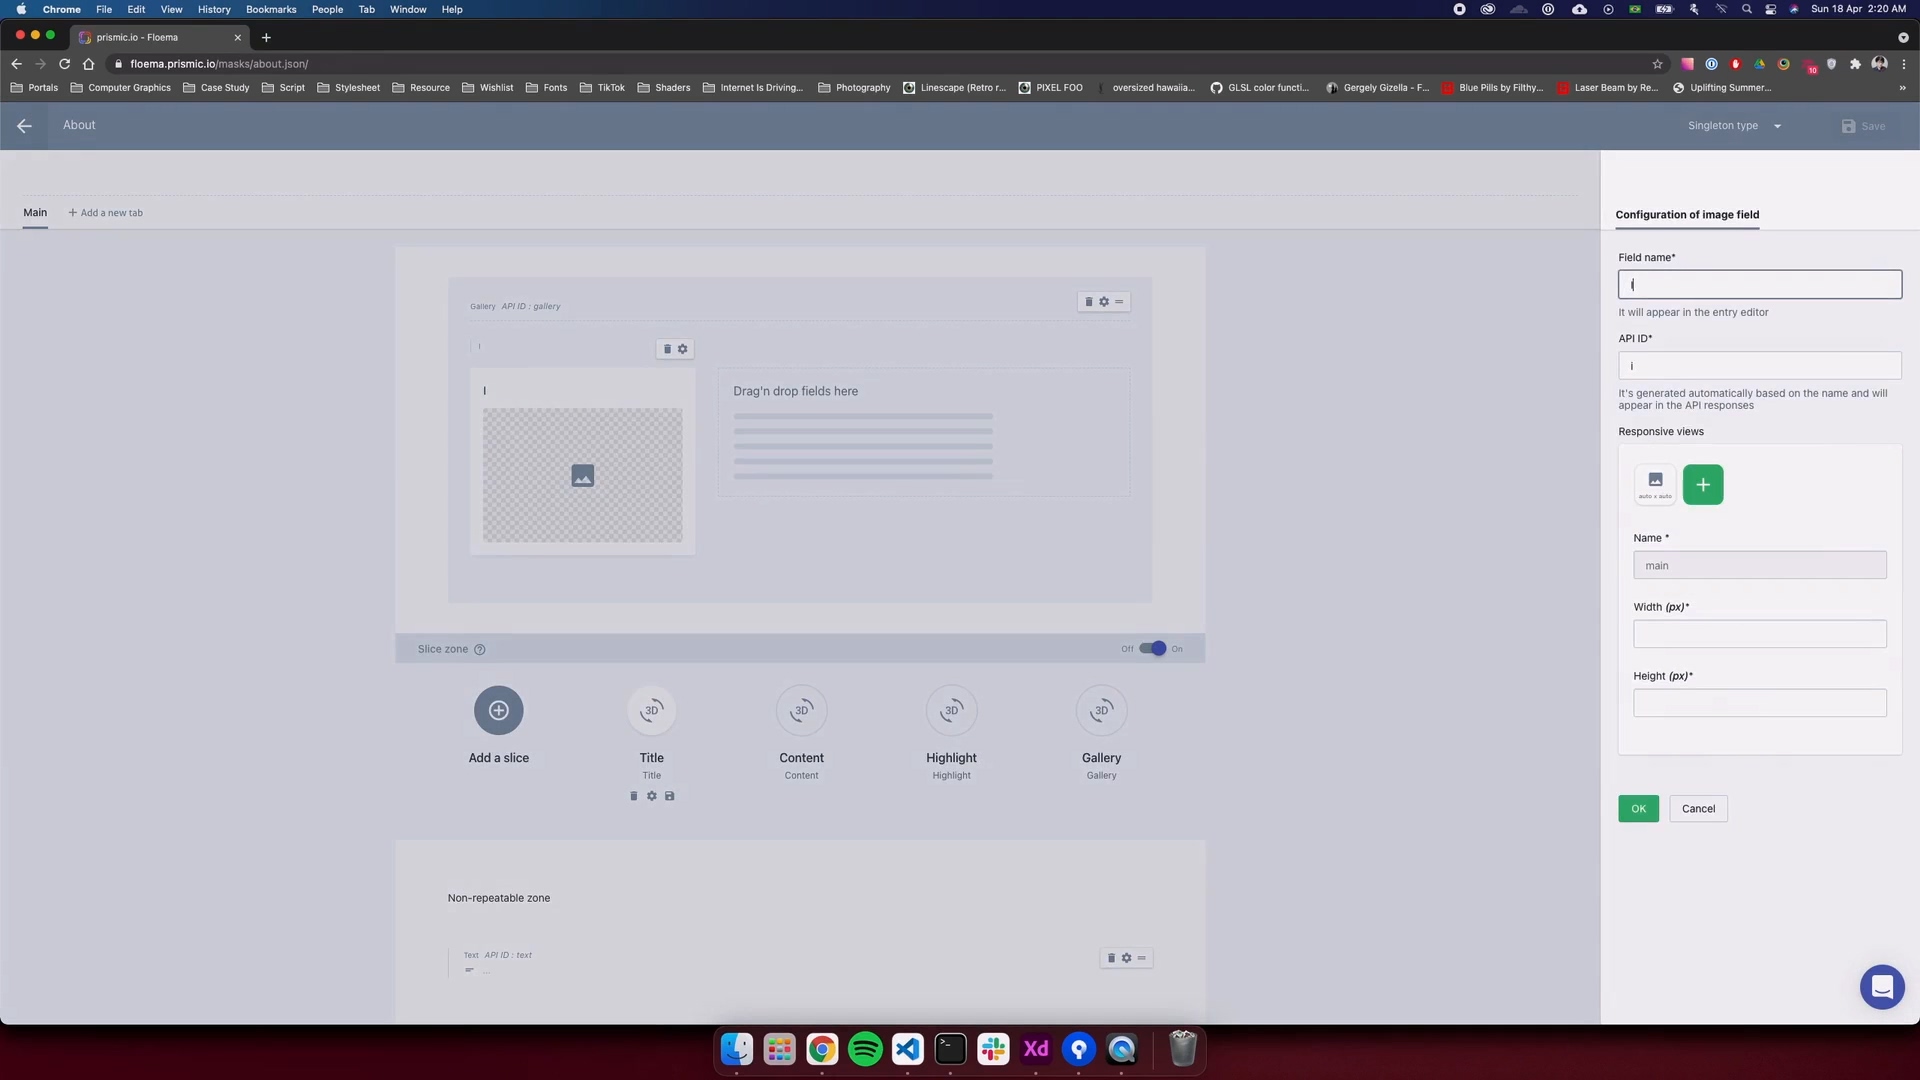 Chrome File Edit View History Bookmarks People Tab Window Help Sun 18 Apr 2:20 AM
prismic.io - Floema
floema.prismic.io/masks/about.json/
10
Portals Computer Graphics Case Study Script Stylesheet Resource Wishlist Fonts TikTok Shaders Internet Is Driving... Photography Linescape (Retro r... PIXEL FOO oversized hawaiia... GLSL color functi... Gergely Gizella - F... Blue Pills by Filthy... Laser Beam by Re... Uplifting Summer... »
About Singleton type Save
Main + Add a new tab
Configuration of image field
Field name*
I
It will appear in the entry editor
API ID*
i
It's generated automatically based on the name and will
appear in the API responses
Responsive views
auto x auto
Name *
main
Width (px)*
Height (px)*
OK Cancel
Gallery API ID : gallery
I
I
Drag'n drop fields here
Slice zone ? Off On
3D 3D 3D 3D
Add a slice Title Content Highlight Gallery
Title Content Highlight Gallery
Non-repeatable zone
Text API ID : text
...
Xd